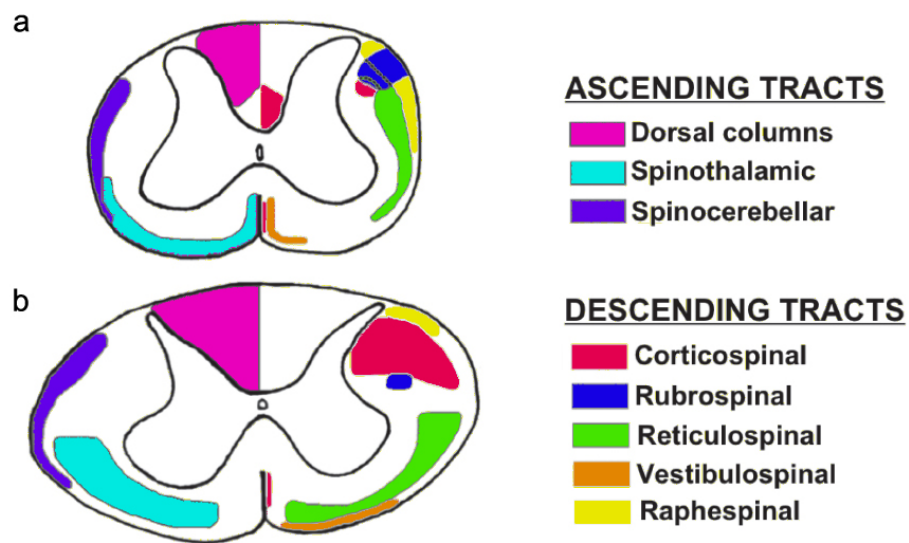 a
ASCENDING TRACTS
Dorsal columns
Spinothalamic
Spinocerebellar
b
DESCENDING TRACTS
Corticospinal
Rubrospinal
Reticulospinal
Vestibulospinal
Raphespinal